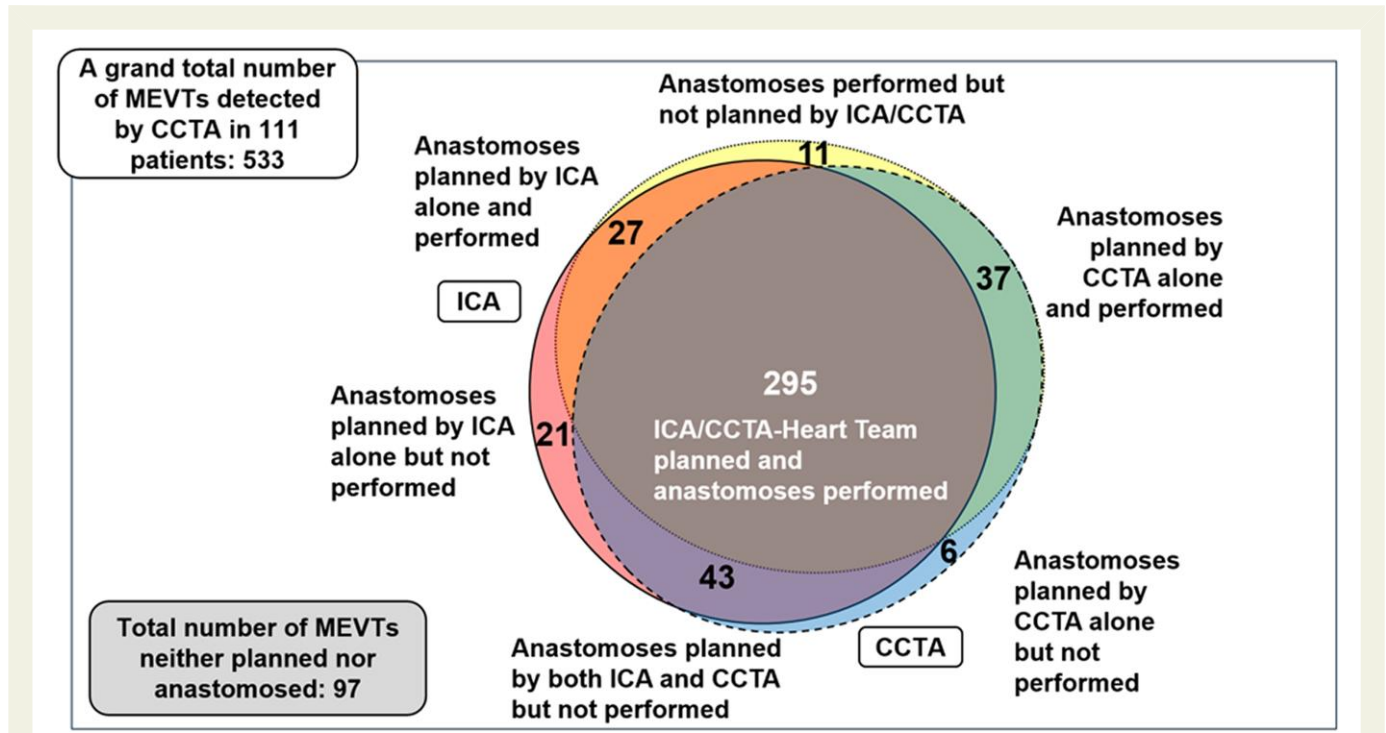 A grand total number
of MEVTs detected
by CCTA in 111
patients: 533
Anastomoses performed but
not planned by ICA/CCTA
11
Anastomoses
planned by ICA
alone and
performed
27
Anastomoses
planned by
CCTA alone
and performed
37
ICA
295
ICA/CCTA-Heart Team
planned and
anastomoses performed
Anastomoses
planned by ICA
alone but not
performed
21
43
6
Anastomoses
planned by
CCTA alone
but not
performed
Total number of MEVTs
neither planned nor
anastomosed: 97
Anastomoses planned
by both ICA and CCTA
but not performed
CCTA